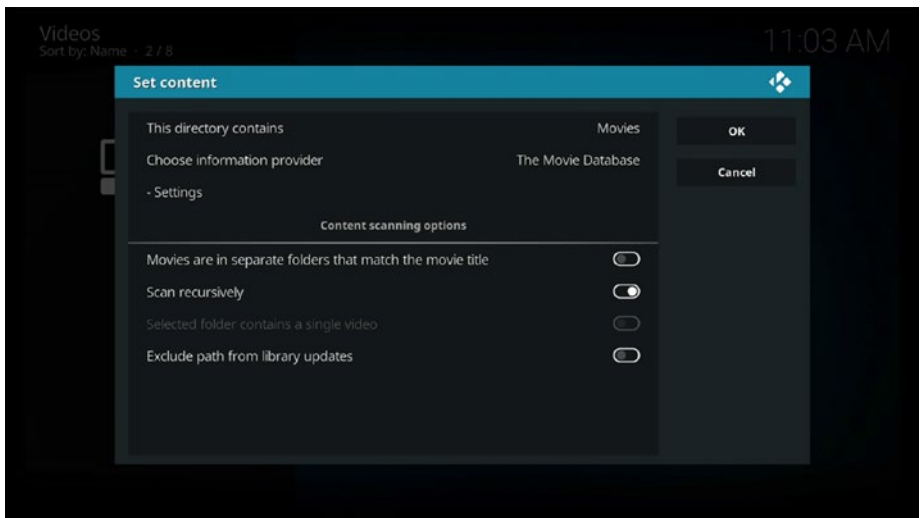 Videos
Sort by: Name · 2 / 8
11:03 AM
Set content
This directory contains Movies
OK
Choose information provider The Movie Database
Cancel
- Settings
Content scanning options
Movies are in separate folders that match the movie title
Scan recursively
Selected folder contains a single video
Exclude path from library updates